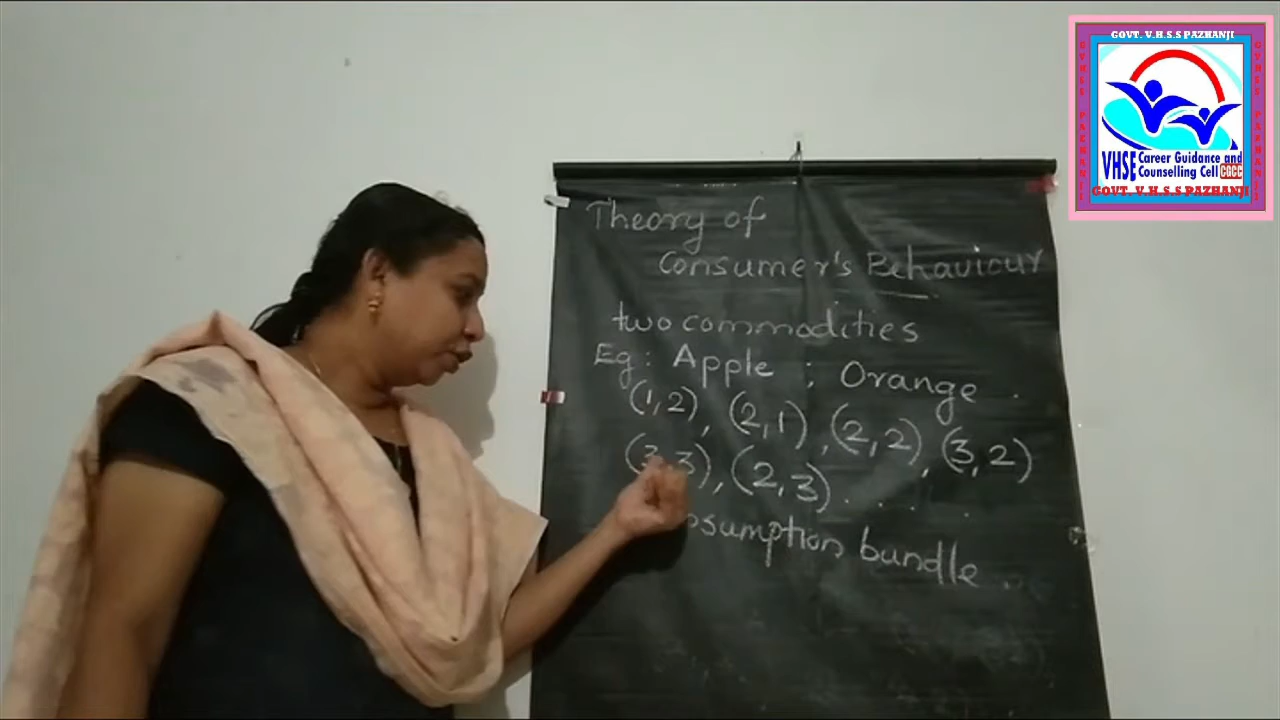 GOVT. V.H.S.S PAZHANJI
VHSE Career Guidance and
Counselling Cell CGCC
GOVT. V.H.S.S PAZHANJI
Theory of
Consumer's Behaviour
two commodities
Eg: Apple ; Orange .
(1,2), (2,1), (2,2), (3,2)
(3,3), (2,3) . . . .
bundle .